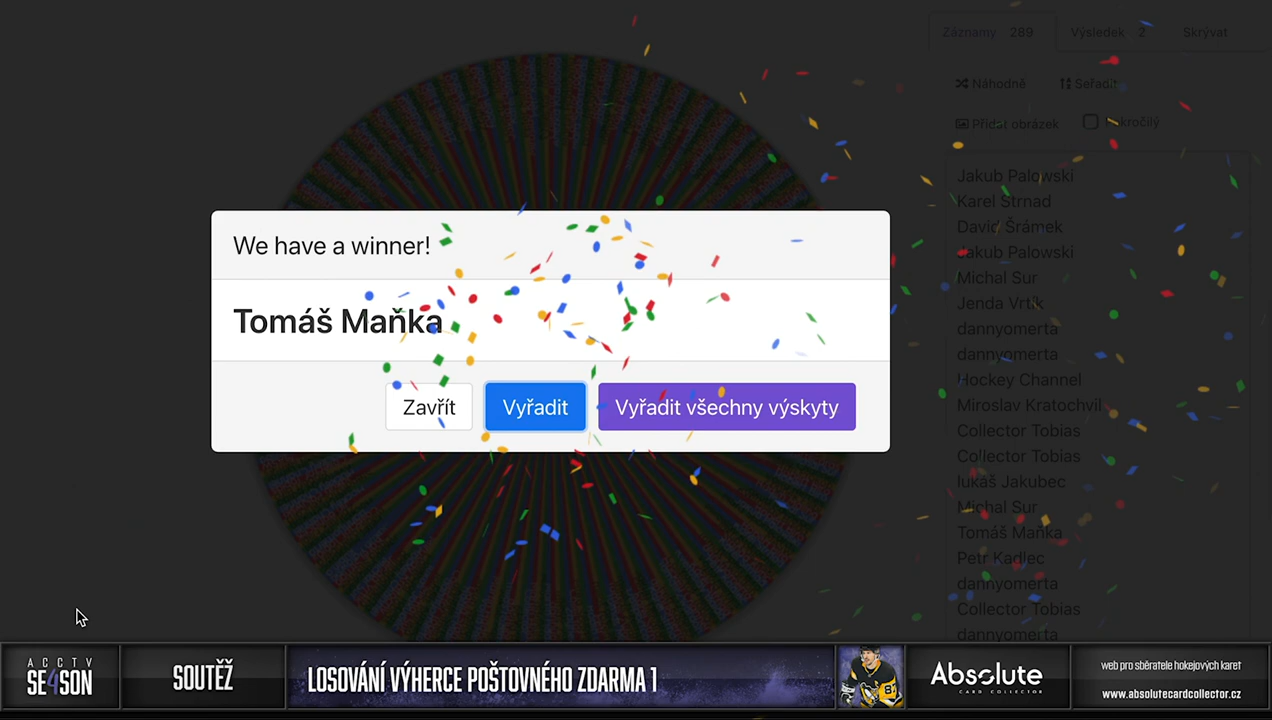 Záznamy 289
Výsledek 2
Skrývat
Náhodně
Seřadit
Přidat obrázek
Jakub Palowski
Karel Strnad
David Šrámek
Jakub Palowski
Michal Sur
Jenda Vrtik
dannyomerta
dannyomerta
Hockey Channel
Miroslav Kratochvíl
Collector Tobias
Collector Tobias
lukáš Jakubec
Michal Sur
Tomáš Maňka
Petr Kadlec
dannyomerta
Collector Tobias
dannyomerta
We have a winner!
Tomáš Maňka
Zavřít
Vyřadit
Vyřadit všechny výskyty
ACCTV
SE4SON
SOUTĚŽ
LOSOVÁNÍ VÝHERCE POŠTOVNÉHO ZDARMA 1
Absolute
CARD COLLECTOR
web pro sběratele hokejových karet
www.absolutecardcollector.cz